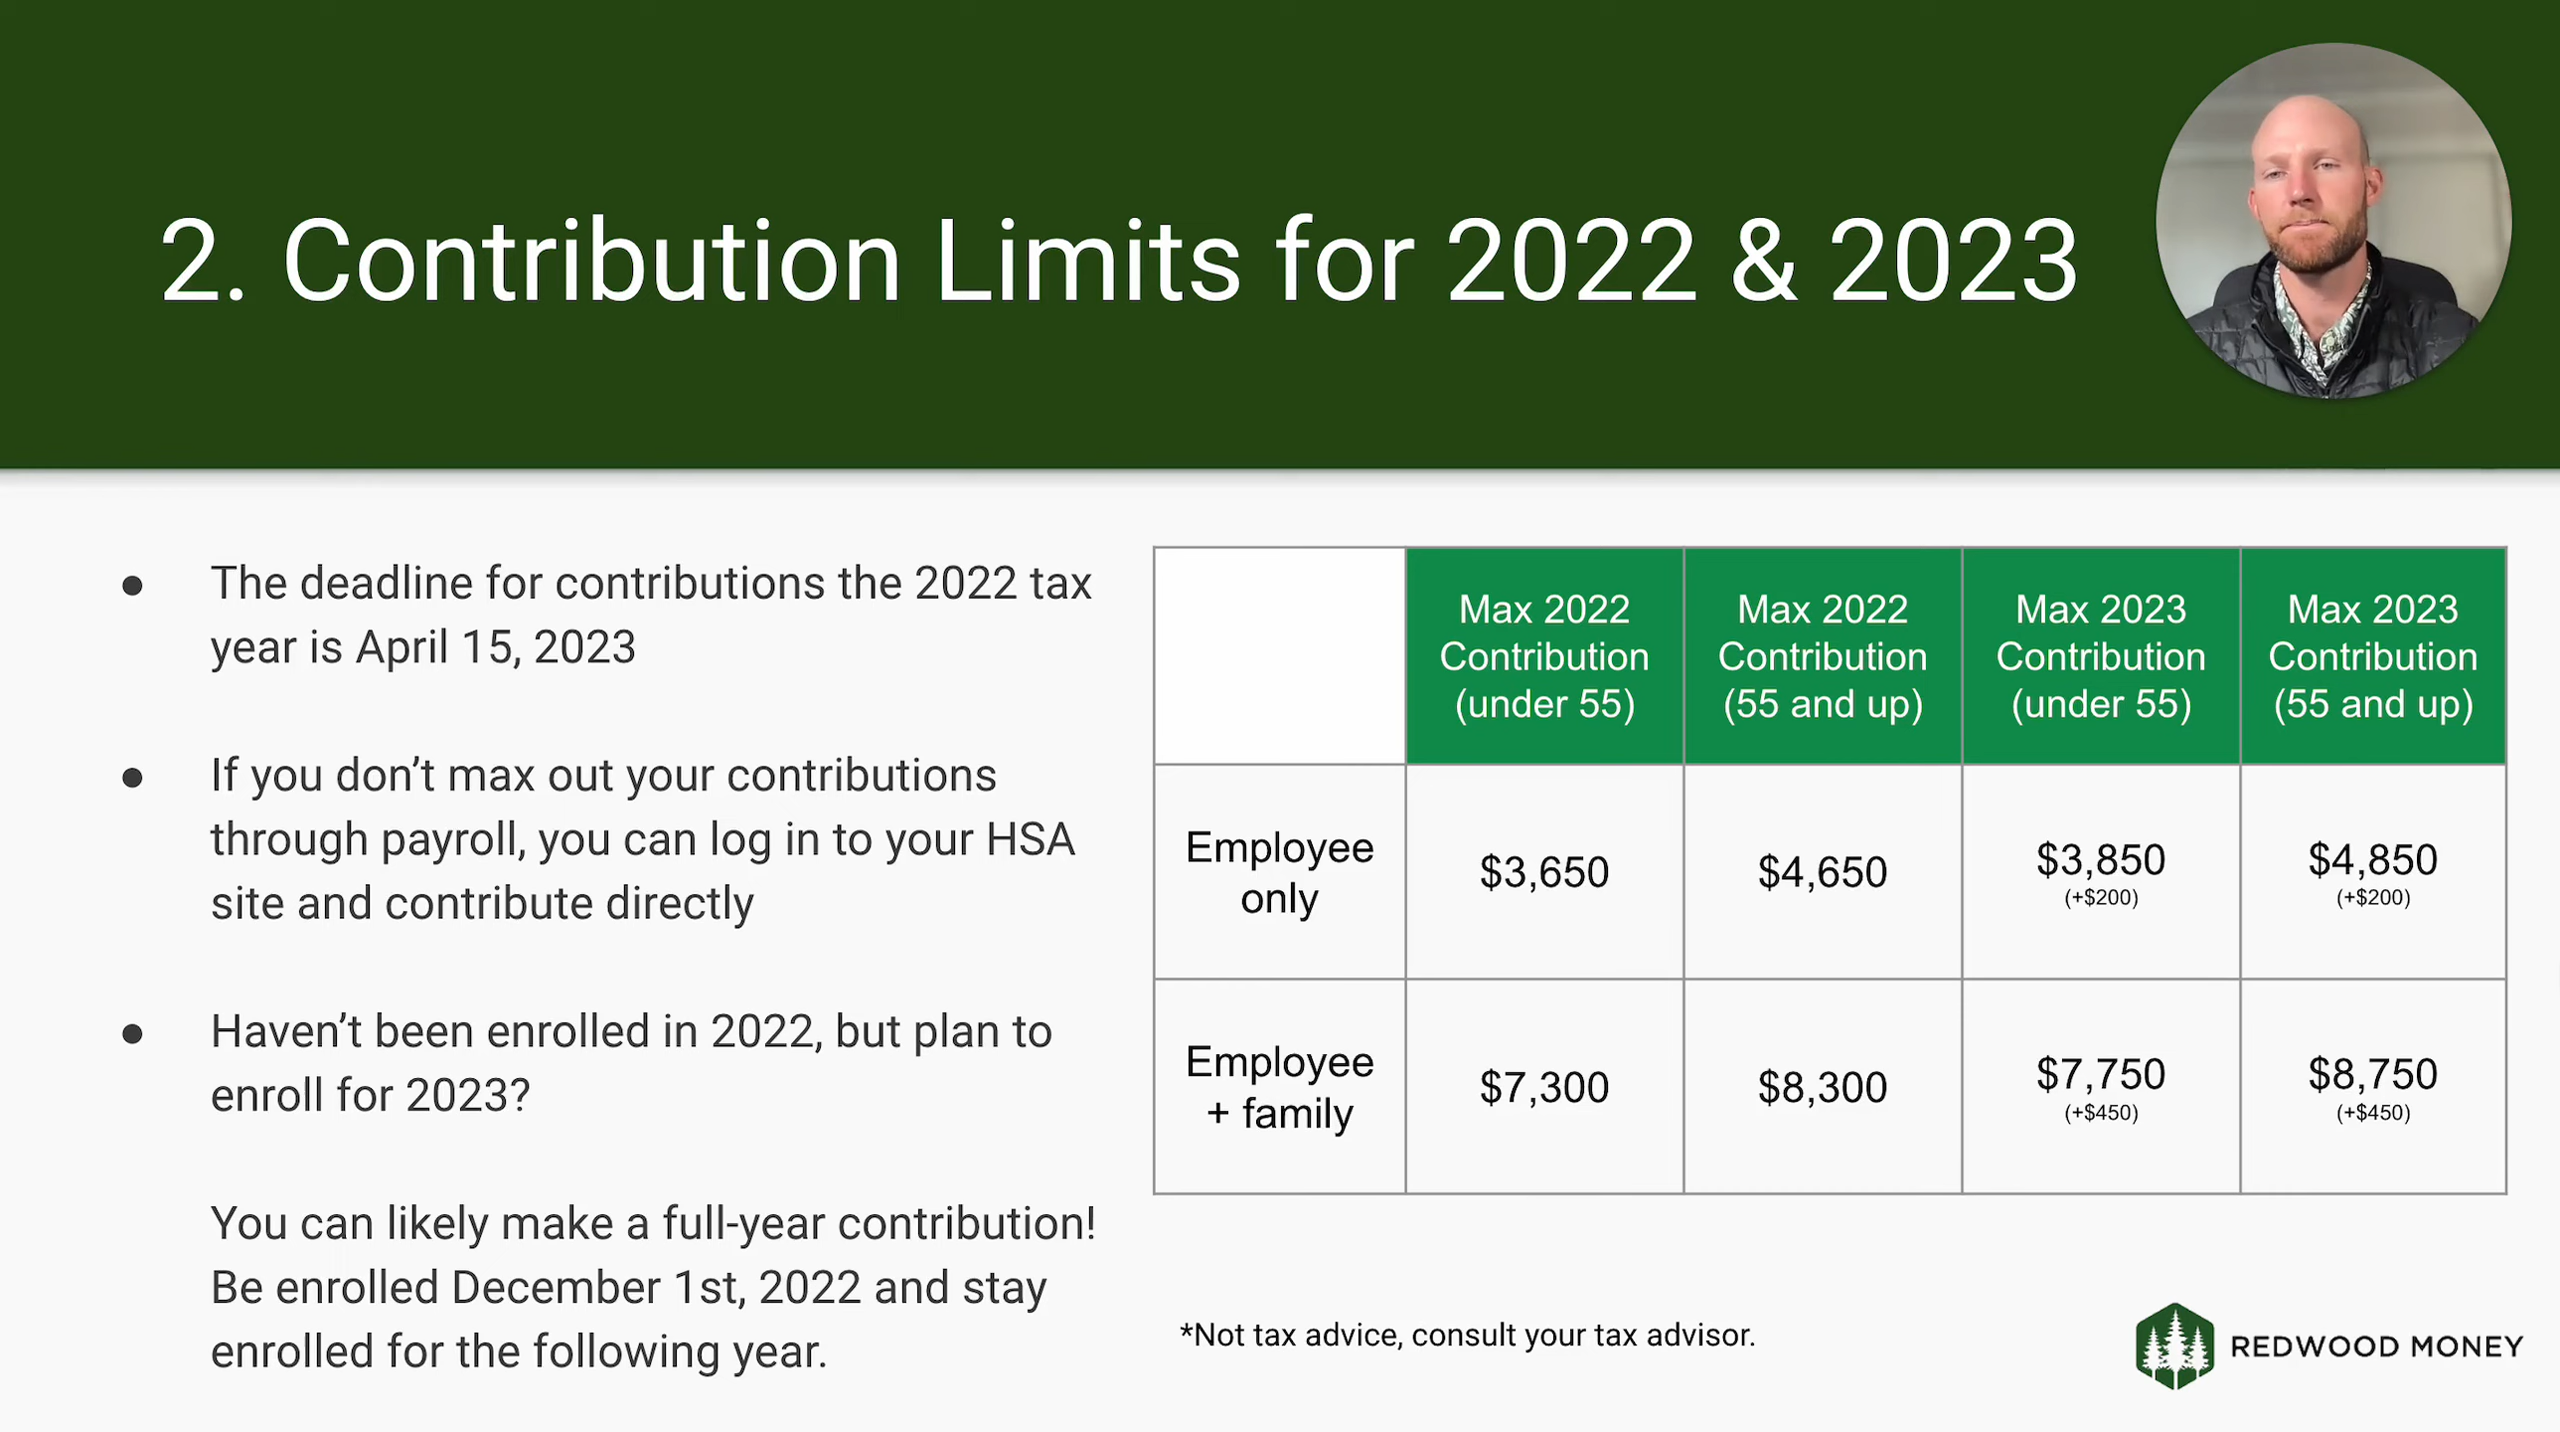 2. Contribution Limits for 2022 & 2023
● The deadline for contributions the 2022 tax
year is April 15, 2023
● If you don’t max out your contributions
through payroll, you can log in to your HSA
site and contribute directly
● Haven’t been enrolled in 2022, but plan to
enroll for 2023?
You can likely make a full-year contribution!
Be enrolled December 1st, 2022 and stay
enrolled for the following year.
Max 2022
Contribution
(under 55)
Max 2022
Contribution
(55 and up)
Max 2023
Contribution
(under 55)
Max 2023
Contribution
(55 and up)
Employee
only
$3,650
$4,650
$3,850
(+$200)
$4,850
(+$200)
Employee
+ family
$7,300
$8,300
$7,750
(+$450)
$8,750
(+$450)
*Not tax advice, consult your tax advisor.
REDWOOD MONEY